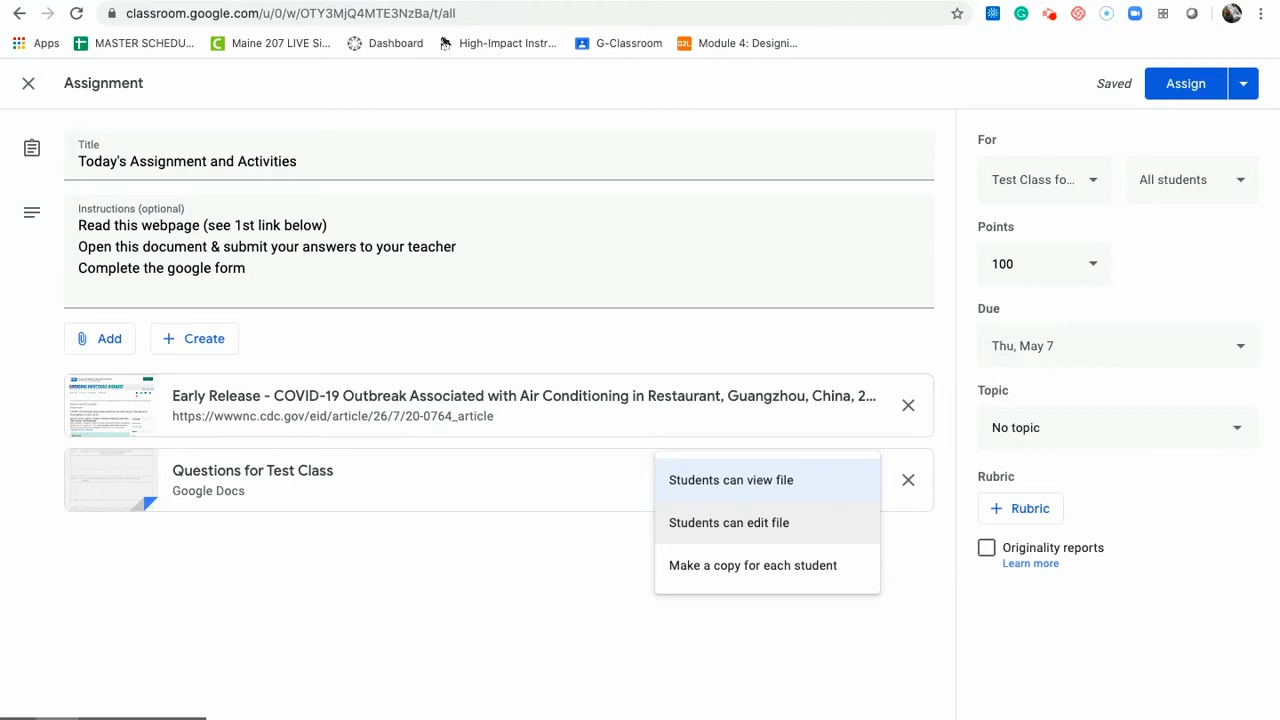 classroom.google.com/u/0/w/OTY3MjQ4MTE3NzBa/t/all
Apps
MASTER SCHEDU...
Maine 207 LIVE Si...
Dashboard
High-Impact Instr...
G-Classroom
D2L
Module 4: Designi...
Assignment
Saved
Assign
Title
Today's Assignment and Activities
Instructions (optional)
Read this webpage (see 1st link below)
Open this document & submit your answers to your teacher
Complete the google form
Add
Create
Early Release - COVID-19 Outbreak Associated with Air Conditioning in Restaurant, Guangzhou, China, 2...
https://wwwnc.cdc.gov/eid/article/26/7/20-0764_article
Questions for Test Class
Google Docs
Students can view file
Students can edit file
Make a copy for each student
For
Test Class fo...
All students
Points
100
Due
Thu, May 7
Topic
No topic
Rubric
Rubric
Originality reports
Learn more